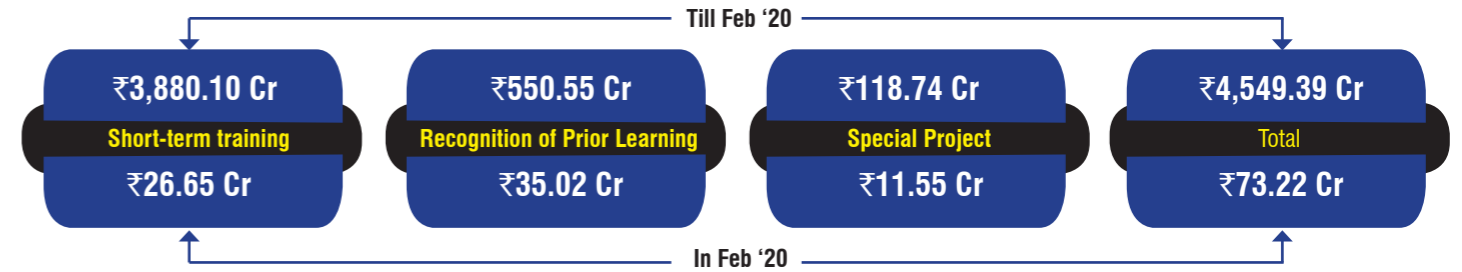 Till Feb ‘20
₹3,880.10 Cr
Short-term training
₹26.65 Cr
₹550.55 Cr
Recognition of Prior Learning
₹35.02 Cr
₹118.74 Cr
Special Project
₹11.55 Cr
₹4,549.39 Cr
Total
₹73.22 Cr
In Feb ‘20